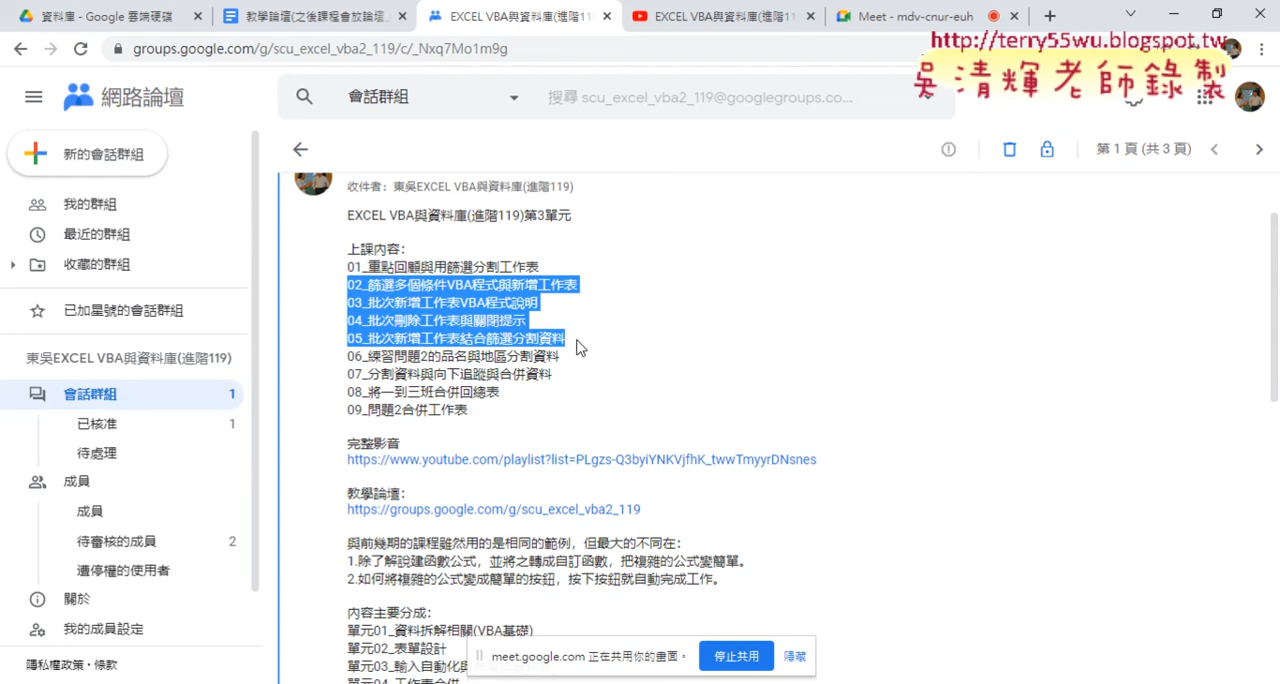 資料庫 - Google 雲端硬碟
教學論壇(之後課程會放論壇
EXCEL VBA與資料庫(進階119
EXCEL VBA與資料庫(進階11
Meet - mdv-cnur-euh
groups.google.com/g/scu_excel_vba2_119/c/_Nxq7Mo1m9g
http://terry55wu.blogspot.tw
吳清輝老師錄製
網路論壇
會話群組
搜尋 scu_excel_vba2_119@googlegroups.co...
新的會話群組
第 1 頁 (共 3 頁)
我的群組
最近的群組
收藏的群組
已加星號的會話群組
東吳EXCEL VBA與資料庫(進階119)
會話群組 1
已核准 1
待處理
成員
成員
待審核的成員 2
遭停權的使用者
關於
我的成員設定
隱私權政策・條款
收件者: 東吳EXCEL VBA與資料庫(進階119)
EXCEL VBA與資料庫(進階119)第3單元
上課內容:
01_重點回顧與用篩選分割工作表
02_篩選多個條件VBA程式與新增工作表
03_批次新增工作表VBA程式說明
04_批次刪除工作表與關閉提示
05_批次新增工作表結合篩選分割資料
06_練習問題2的品名與地區分割資料
07_分割資料與向下追蹤與合併資料
08_將一到三班合併回總表
09_問題2合併工作表
完整影音
https://www.youtube.com/playlist?list=PLgzs-Q3byiYNKVjfhK_twwTmyyrDNsnes
教學論壇:
https://groups.google.com/g/scu_excel_vba2_119
與前幾期的課程雖然用的是相同的範例，但最大的不同在:
1.除了解說建函數公式，並將之轉成自訂函數，把複雜的公式變簡單。
2.如何將複雜的公式變成簡單的按鈕，按下按鈕就自動完成工作。
內容主要分成:
單元01_資料拆解相關(VBA基礎)
單元02_表單設計
單元03_輸入自動化與
單元04_工作表合併
meet.google.com 正在共用你的畫面。
停止共用
隱藏